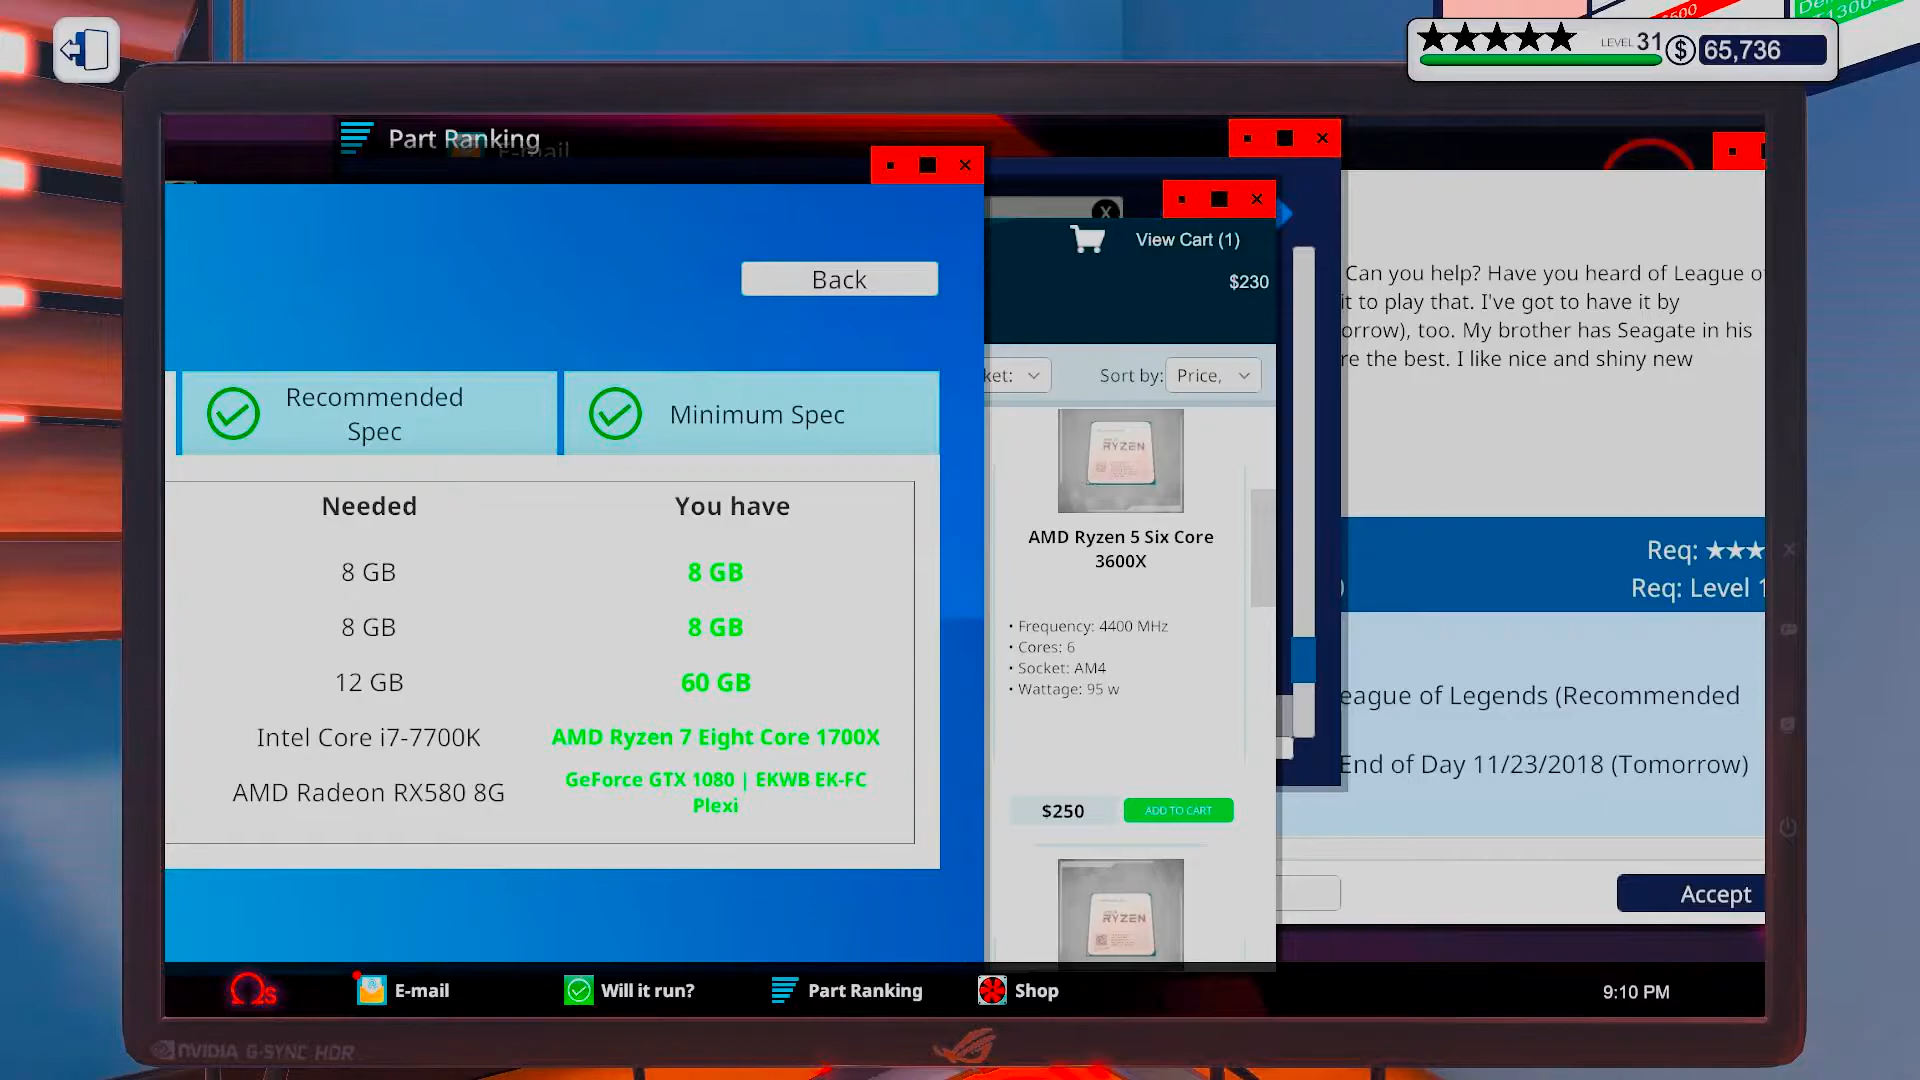 LEVEL 31
$ 65,736
Part Ranking
E-mail
View Cart (1)
$230
Back
Can you help? Have you heard of League of
it to play that. I've got to have it by
orrow), too. My brother has Seagate in his
re the best. I like nice and shiny new
ket:
Sort by: Price,
Recommended
Spec
Minimum Spec
Needed
You have
8 GB
8 GB
8 GB
8 GB
12 GB
60 GB
Intel Core i7-7700K
AMD Ryzen 7 Eight Core 1700X
AMD Radeon RX580 8G
GeForce GTX 1080 | EKWB EK-FC
Plexi
RYZEN
AMD Ryzen 5 Six Core
3600X
• Frequency: 4400 MHz
• Cores: 6
• Socket: AM4
• Wattage: 95 w
$250
ADD TO CART
RYZEN
Req: ★★★
Req: Level 1
eague of Legends (Recommended
End of Day 11/23/2018 (Tomorrow)
Accept
Ωs
E-mail
Will it run?
Part Ranking
Shop
9:10 PM
NVIDIA G-SYNC HDR